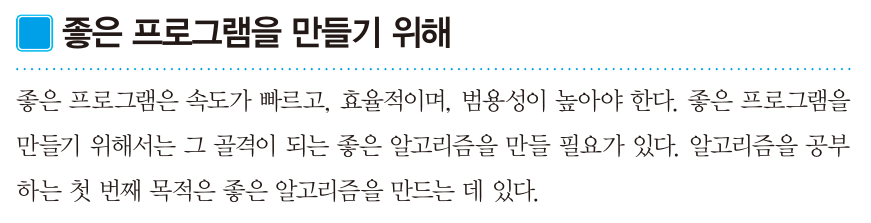 좋은 프로그램을 만들기 위해
좋은 프로그램은 속도가 빠르고, 효율적이며, 범용성이 높아야 한다. 좋은 프로그램을
만들기 위해서는 그 골격이 되는 좋은 알고리즘을 만들 필요가 있다. 알고리즘을 공부
하는 첫 번째 목적은 좋은 알고리즘을 만드는 데 있다.